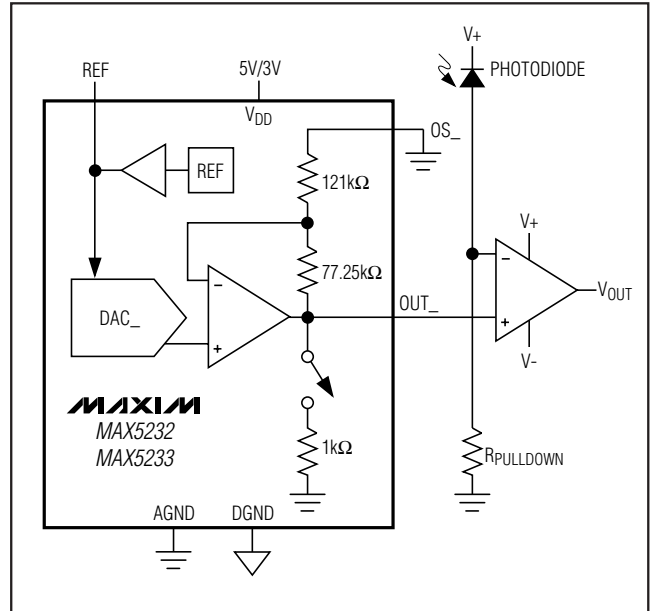 REF
5V/3V
V+
PHOTODIODE
VDD
OS_
REF
121kΩ
77.25kΩ
V+
−
−
DAC_
OUT_
VOUT
+
+
V-
MAXIM
MAX5232
MAX5233
1kΩ
RPULLDOWN
AGND
DGND